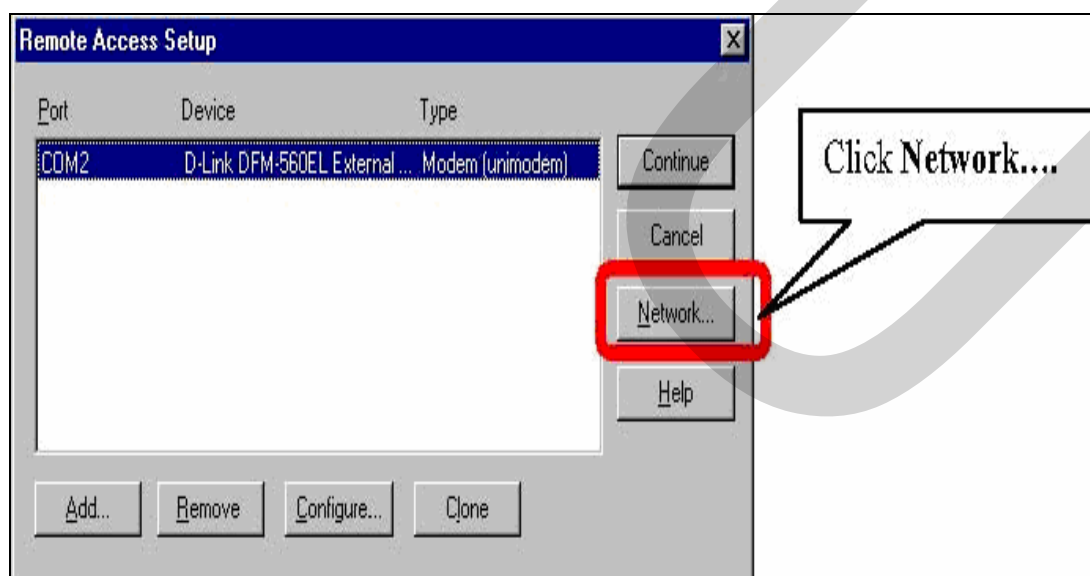 Remote Access Setup
Port Device Type
COM2 D-Link DFM-560EL External ... Modem (unimodem)
Continue
Cancel
Network...
Help
Add... Remove Configure... Clone
Click Network....